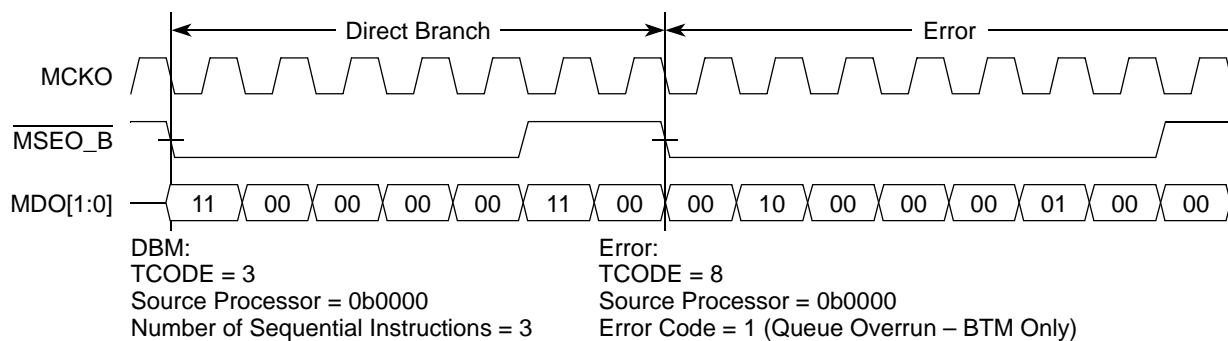 Direct Branch Error
MCKO
MSEO_B
MDO[1:0] 11 00 00 00 00 11 00 00 10 00 00 00 01 00 00
DBM:
TCODE = 3
Source Processor = 0b0000
Number of Sequential Instructions = 3
Error:
TCODE = 8
Source Processor = 0b0000
Error Code = 1 (Queue Overrun – BTM Only)